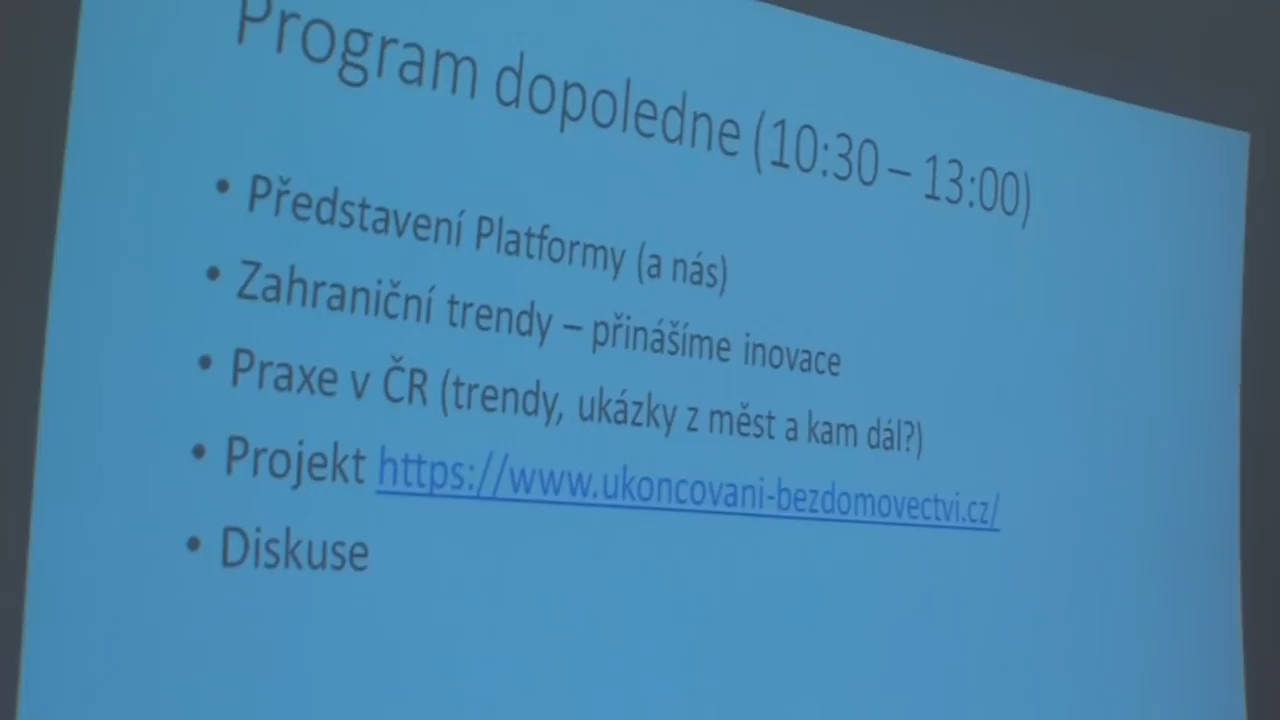 Program dopoledne (10:30 – 13:00)
• Představení Platformy (a nás)
• Zahraniční trendy – přinášíme inovace
• Praxe v ČR (trendy, ukázky z měst a kam dál?)
• Projekt https://www.ukoncovani-bezdomovectvi.cz/
• Diskuse